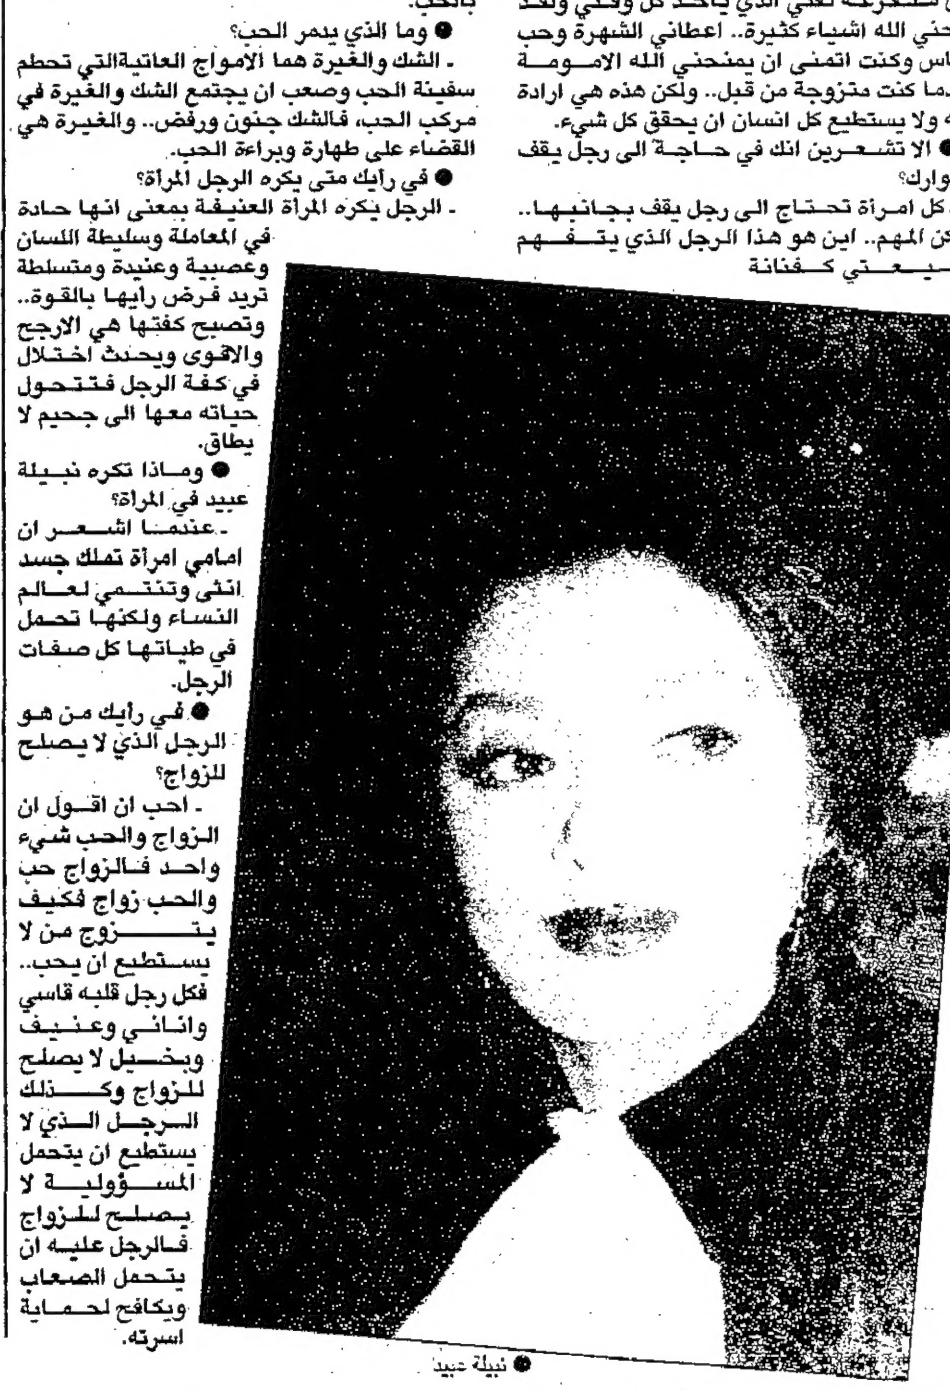 حني الله اشياء كثيرة.. اعطاني الشهرة وحب
اس وكنت اتمنى ان يمنحني الله الامومة
دما كنت متزوجة من قبل.. ولكن هذه هي ارادة
ه ولا يستطيع كل انسان ان يحقق كل شيء.
● الا تشعرين انك في حاجة الى رجل يقف
وارك؟
كل امرأة تحتاج الى رجل يقف بجانبها..
كن المهم.. اين هو هذا الرجل الذي يتفهم
بيعتي كفنانة
بالحب.
● وما الذي يدمر الحب؟
ـ الشك والغيرة هما الامواج العاتيةالتي تحطم
سفينة الحب وصعب ان يجتمع الشك والغيرة في
مركب الحب، فالشك جنون ورفض.. والغيرة هي
القضاء على طهارة وبراءة الحب.
● في رأيك متى يكره الرجل المرأة؟
ـ الرجل يكره المرأة العنيفة بمعنى انها حادة
في المعاملة وسليطة اللسان
وعصبية وعنيدة ومتسلطة
تريد فرض رايها بالقوة..
وتصبح كفتها هي الارجح
والاقوى ويحدث اختلال
في كفة الرجل فتتحول
حياته معها الى جحيم لا
يطاق.
● وماذا تكره نبيلة
عبيد في المرأة؟
ـ عندما اشعر ان
امامي امرأة تملك جسد
انثى وتنتمي لعالم
النساء ولكنها تحمل
في طياتها كل صفات
الرجل.
● في رأيك من هو
الرجل الذي لا يصلح
للزواج؟
ـ احب ان اقول ان
الزواج والحب شيء
واحد فالزواج حب
والحب زواج فكيف
يتزوج من لا
يستطيع ان يحب..
فكل رجل قلبه قاسي
واناني وعنيف
وبخيل لا يصلح
للزواج وكذلك
الرجل الذي لا
يستطيع ان يتحمل
المسؤولية لا
يصلح للزواج
فالرجل عليه ان
يتحمل الصعاب
ويكافح لحماية
اسرته.
● نبيلة عبيد